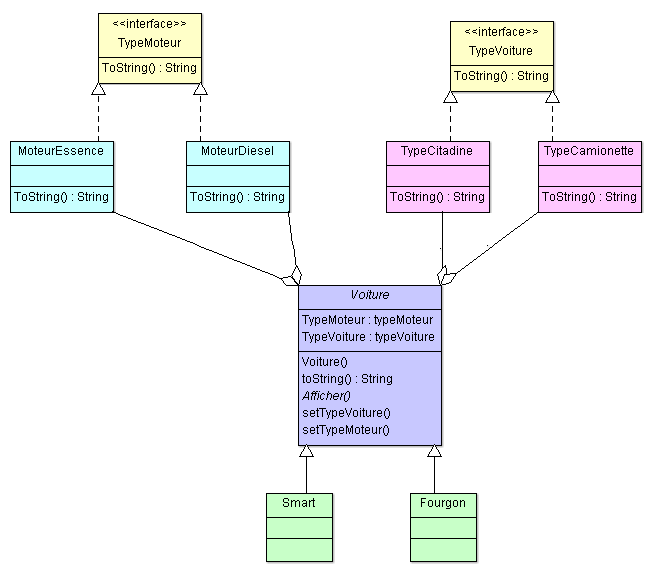 <<interface>>
TypeMoteur
ToString() : String
<<interface>>
TypeVoiture
ToString() : String
MoteurEssence
ToString() : String
MoteurDiesel
ToString() : String
TypeCitadine
ToString() : String
TypeCamionette
ToString() : String
Voiture
TypeMoteur : typeMoteur
TypeVoiture : typeVoiture
Voiture()
toString() : String
Afficher()
setTypeVoiture()
setTypeMoteur()
Smart
Fourgon